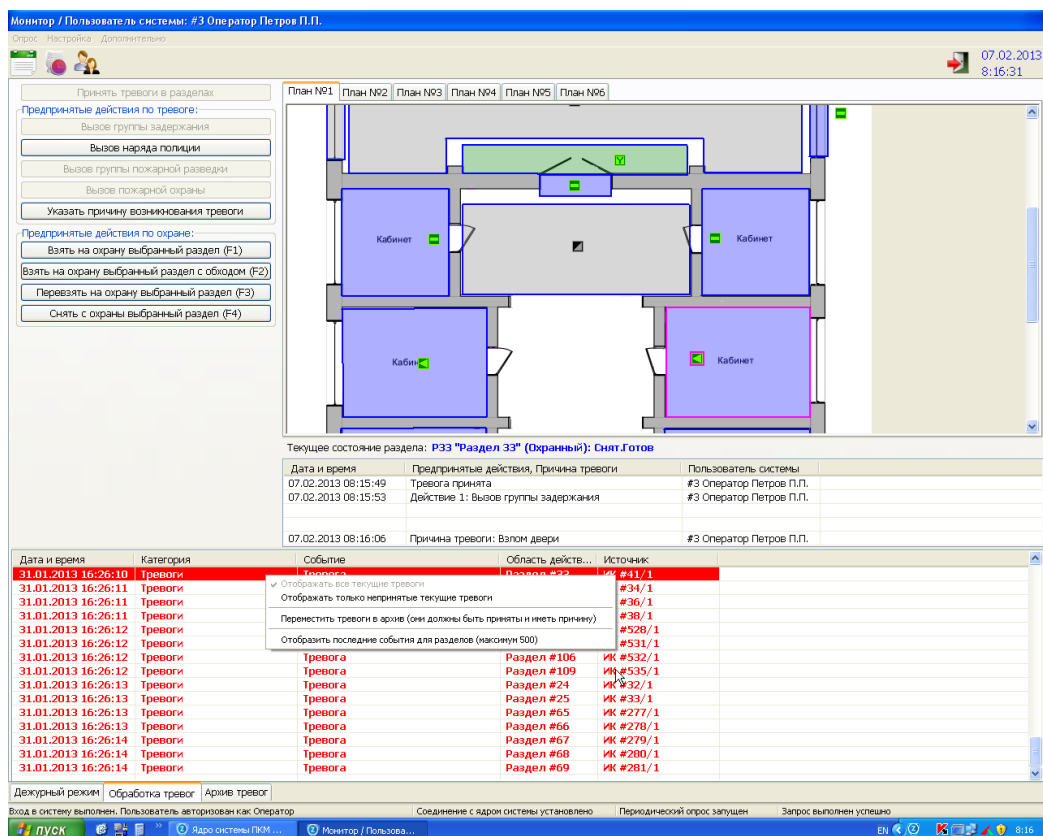 Монитор / Пользователь системы: #3 Оператор Петров П.П.
Опрос Настройка Дополнительно
07.02.2013
8:16:31
Принять тревоги в разделах
Предпринятые действия по тревоге:
Вызов группы задержания
Вызов наряда полиции
Вызов группы пожарной разведки
Вызов пожарной охраны
Указать причину возникнования тревоги
Предпринятые действия по охране:
Взять на охрану выбранный раздел (F1)
Взять на охрану выбранный раздел с обходом (F2)
Перевзять на охрану выбранный раздел (F3)
Снять с охраны выбранный раздел (F4)
План №1 План №2 План №3 План №4 План №5 План №6
Y
Кабинет Кабинет
Кабинет
Текущее состояние раздела: Р33 "Раздел 33" (Охранный): Снят.Готов
Дата и время Предпринятые действия, Причина тревоги Пользователь системы
07.02.2013 08:15:49 Тревога принята #3 Оператор Петров П.П.
07.02.2013 08:15:53 Действие 1: Вызов группы задержания #3 Оператор Петров П.П.
07.02.2013 08:16:06 Причина тревоги: Взлом двери #3 Оператор Петров П.П.
Дата и время Категория Событие Область действ... Источник
31.01.2013 16:26:10 Тревоги Тревога Раздел #33 ИК #41/1
31.01.2013 16:26:11 Тревоги #34/1
31.01.2013 16:26:11 Тревоги #36/1
31.01.2013 16:26:11 Тревоги #38/1
31.01.2013 16:26:12 Тревоги #528/1
31.01.2013 16:26:12 Тревоги #531/1
31.01.2013 16:26:12 Тревоги Тревога Раздел #106 ИК #532/1
31.01.2013 16:26:12 Тревоги Тревога Раздел #109 ИК #535/1
31.01.2013 16:26:13 Тревоги Тревога Раздел #24 ИК #32/1
31.01.2013 16:26:13 Тревоги Тревога Раздел #25 ИК #33/1
31.01.2013 16:26:13 Тревоги Тревога Раздел #65 ИК #277/1
31.01.2013 16:26:13 Тревоги Тревога Раздел #66 ИК #278/1
31.01.2013 16:26:14 Тревоги Тревога Раздел #67 ИК #279/1
31.01.2013 16:26:14 Тревоги Тревога Раздел #68 ИК #280/1
31.01.2013 16:26:14 Тревоги Тревога Раздел #69 ИК #281/1
Отображать все текущие тревоги
Отображать только непринятые текущие тревоги
Переместить тревоги в архив (они должны быть приняты и иметь причину)
Отобразить последние события для разделов (максимум 500)
Дежурный режим Обработка тревог Архив тревог
Вход в систему выполнен. Пользователь авторизован как Оператор Соединение с ядром системы установлено Периодический опрос запущен Запрос выполнен успешно
пуск Ядро системы ПКМ ... Монитор / Пользова... EN 8:16